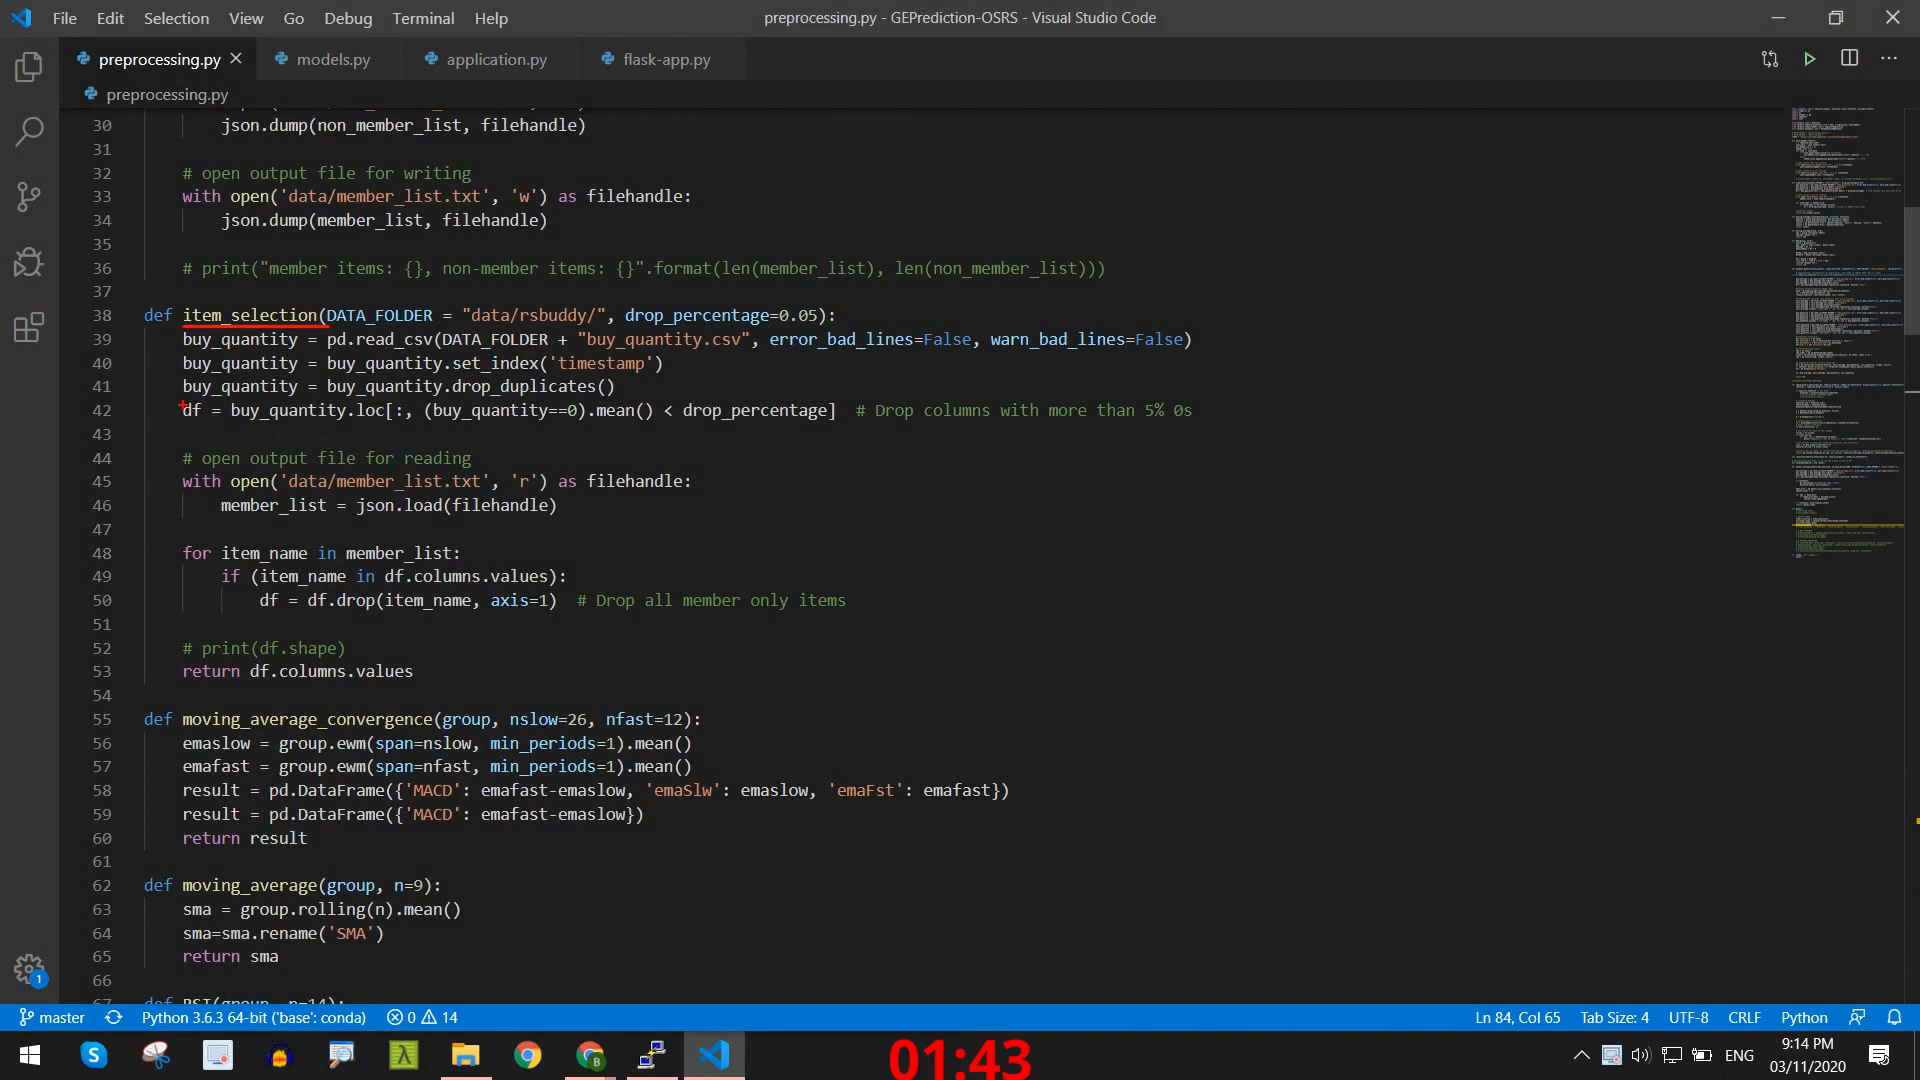 File Edit Selection View Go Debug Terminal Help
preprocessing.py - GEPrediction-OSRS - Visual Studio Code
preprocessing.py models.py application.py flask-app.py
preprocessing.py
30 json.dump(non_member_list, filehandle)
31
32 # open output file for writing
33 with open('data/member_list.txt', 'w') as filehandle:
34 json.dump(member_list, filehandle)
35
36 # print("member items: {}, non-member items: {}".format(len(member_list), len(non_member_list)))
37
38 def item_selection(DATA_FOLDER = "data/rsbuddy/", drop_percentage=0.05):
39 buy_quantity = pd.read_csv(DATA_FOLDER + "buy_quantity.csv", error_bad_lines=False, warn_bad_lines=False)
40 buy_quantity = buy_quantity.set_index('timestamp')
41 buy_quantity = buy_quantity.drop_duplicates()
42 df = buy_quantity.loc[:, (buy_quantity==0).mean() < drop_percentage] # Drop columns with more than 5% 0s
43
44 # open output file for reading
45 with open('data/member_list.txt', 'r') as filehandle:
46 member_list = json.load(filehandle)
47
48 for item_name in member_list:
49 if (item_name in df.columns.values):
50 df = df.drop(item_name, axis=1) # Drop all member only items
51
52 # print(df.shape)
53 return df.columns.values
54
55 def moving_average_convergence(group, nslow=26, nfast=12):
56 emaslow = group.ewm(span=nslow, min_periods=1).mean()
57 emafast = group.ewm(span=nfast, min_periods=1).mean()
58 result = pd.DataFrame({'MACD': emafast-emaslow, 'emaSlw': emaslow, 'emaFst': emafast})
59 result = pd.DataFrame({'MACD': emafast-emaslow})
60 return result
61
62 def moving_average(group, n=9):
63 sma = group.rolling(n).mean()
64 sma=sma.rename('SMA')
65 return sma
66
67 def RSI(group, n=14):
master Python 3.6.3 64-bit ('base': conda) 0 14 Ln 84, Col 65 Tab Size: 4 UTF-8 CRLF Python
1
01:43
ENG
9:14 PM
03/11/2020